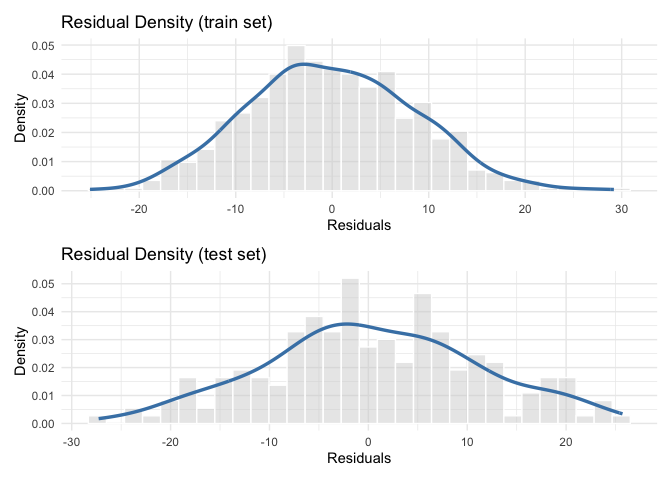 Residual Density (train set)
0.05
0.04
0.03
0.02
0.01
0.00
Density
-20 -10 0 10 20 30
Residuals
Residual Density (test set)
0.05
0.04
0.03
0.02
0.01
0.00
Density
-30 -20 -10 0 10 20
Residuals